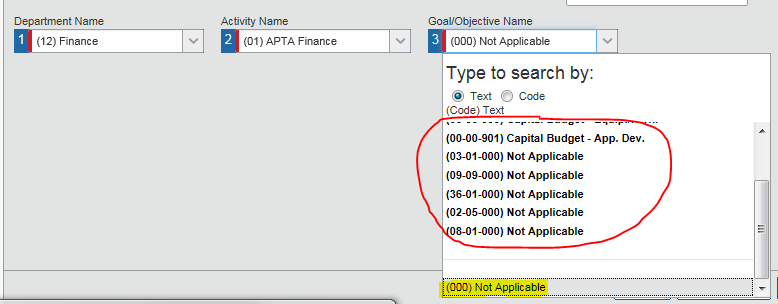 Department Name Activity Name Goal/Objective Name
1 (12) Finance 2 (01) APTA Finance 3 (000) Not Applicable
Type to search by:
Text Code
(Code) Text
(00-00-901) Capital Budget - App. Dev.
(03-01-000) Not Applicable
(09-09-000) Not Applicable
(36-01-000) Not Applicable
(02-05-000) Not Applicable
(08-01-000) Not Applicable
(000) Not Applicable